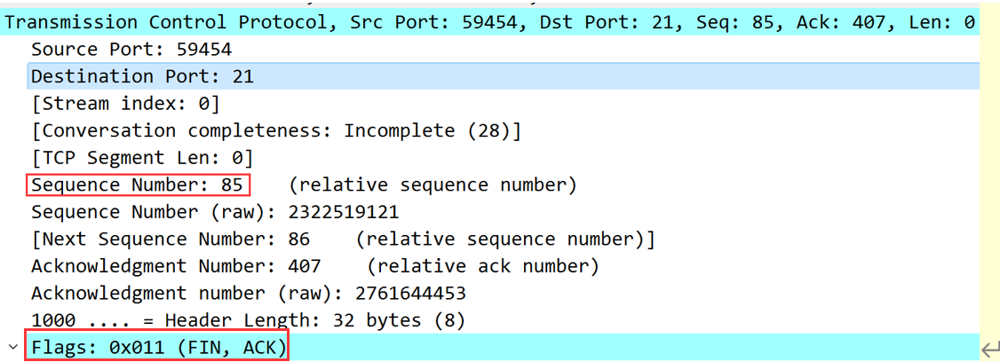 Transmission Control Protocol, Src Port: 59454, Dst Port: 21, Seq: 85, Ack: 407, Len: 0
Source Port: 59454
Destination Port: 21
[Stream index: 0]
[Conversation completeness: Incomplete (28)]
[TCP Segment Len: 0]
Sequence Number: 85    (relative sequence number)
Sequence Number (raw): 2322519121
[Next Sequence Number: 86    (relative sequence number)]
Acknowledgment Number: 407    (relative ack number)
Acknowledgment number (raw): 2761644453
1000 .... = Header Length: 32 bytes (8)
Flags: 0x011 (FIN, ACK)